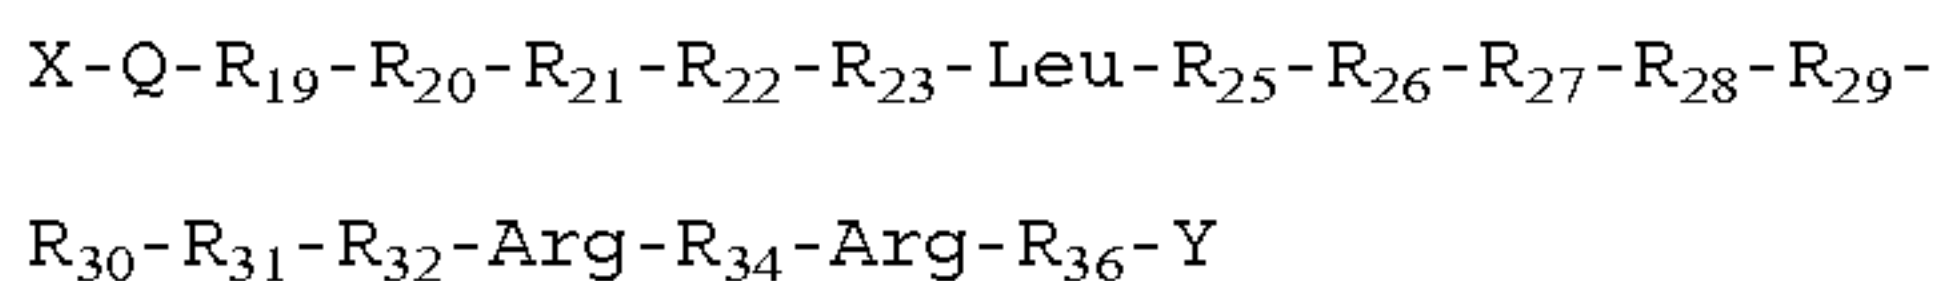 X-Q-R₁₉-R₂₀-R₂₁-R₂₂-R₂₃-Leu-R₂₅-R₂₆-R₂₇-R₂₈-R₂₉-
R₃₀-R₃₁-R₃₂-Arg-R₃₄-Arg-R₃₆-Y